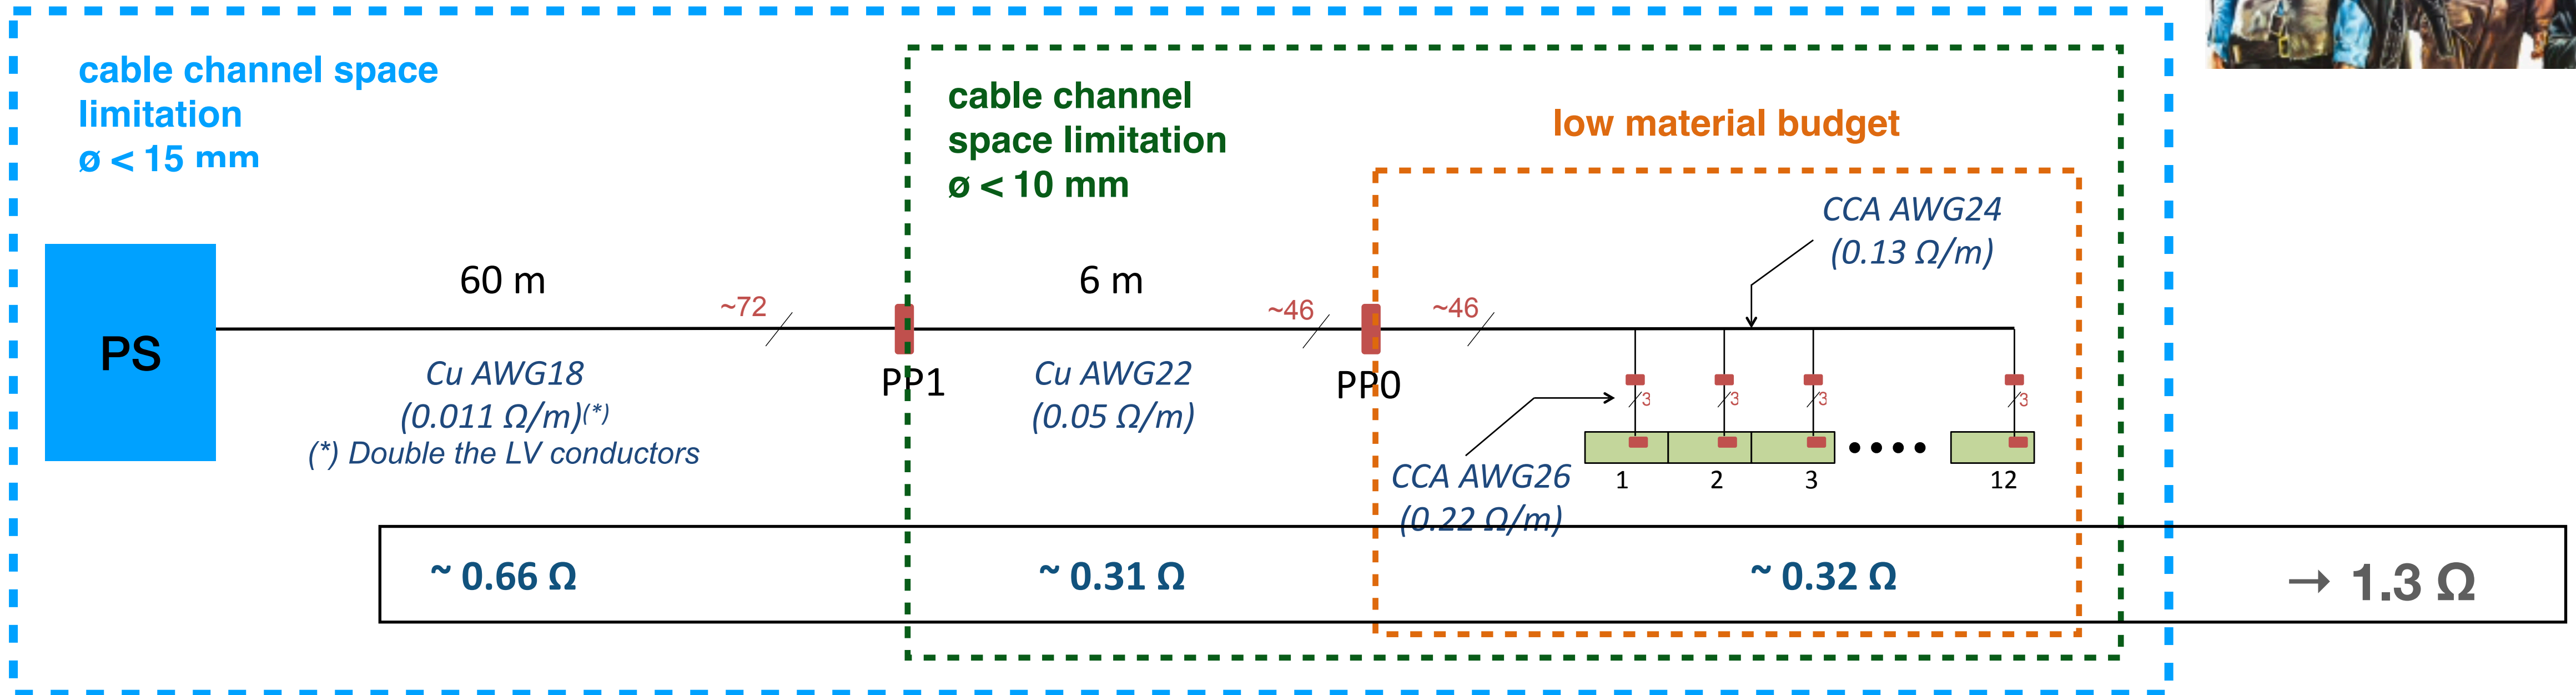 cable channel space
limitation
ø < 15 mm
cable channel
space limitation
ø < 10 mm
low material budget
CCA AWG24
(0.13 Ω/m)
60 m
6 m
~72
~46
~46
PS
PP1
PP0
Cu AWG18
(0.011 Ω/m)(*)
(*) Double the LV conductors
Cu AWG22
(0.05 Ω/m)
3
3
3
3
CCA AWG26
(0.22 Ω/m)
1
2
3
12
~ 0.66 Ω
~ 0.31 Ω
~ 0.32 Ω
→ 1.3 Ω